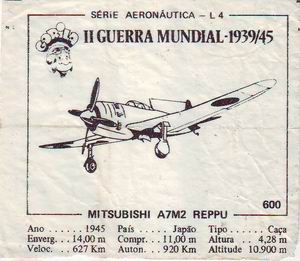 SÉRIE AERONÁUTICA - L 4
II GUERRA MUNDIAL-1939/45
600
MITSUBISHI A7M2 REPPU
Ano ...... 1945 País ..... Japão Tipo ...... Caça
Enverg... 14,00 m Compr... 11,00 m Altura .. 4,28 m
Veloc. .. 627 Km Auton. .. 920 Km Altitude 10.900 m